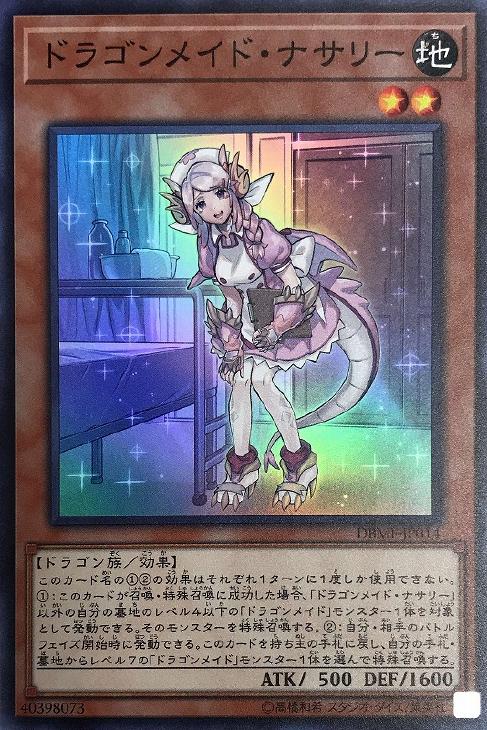 ドラゴンメイド・ナサリー
地
DBMF-JP014
【ドラゴン族/効果】
このカード名の①②の効果はそれぞれ1ターンに1度しか使用できない。
①:このカードが召喚・特殊召喚に成功した場合、「ドラゴンメイド・ナサリー」
以外の自分の墓地のレベル4以下の「ドラゴンメイド」モンスター1体を対象
として発動できる。そのモンスターを特殊召喚する。②:自分・相手のバトル
フェイズ開始時に発動できる。このカードを持ち主の手札に戻し、自分の手札・
墓地からレベル7の「ドラゴンメイド」モンスター1体を選んで特殊召喚する。
ATK/ 500 DEF/1600
40398073
©高橋和希 スタジオ・ダイス/集英社